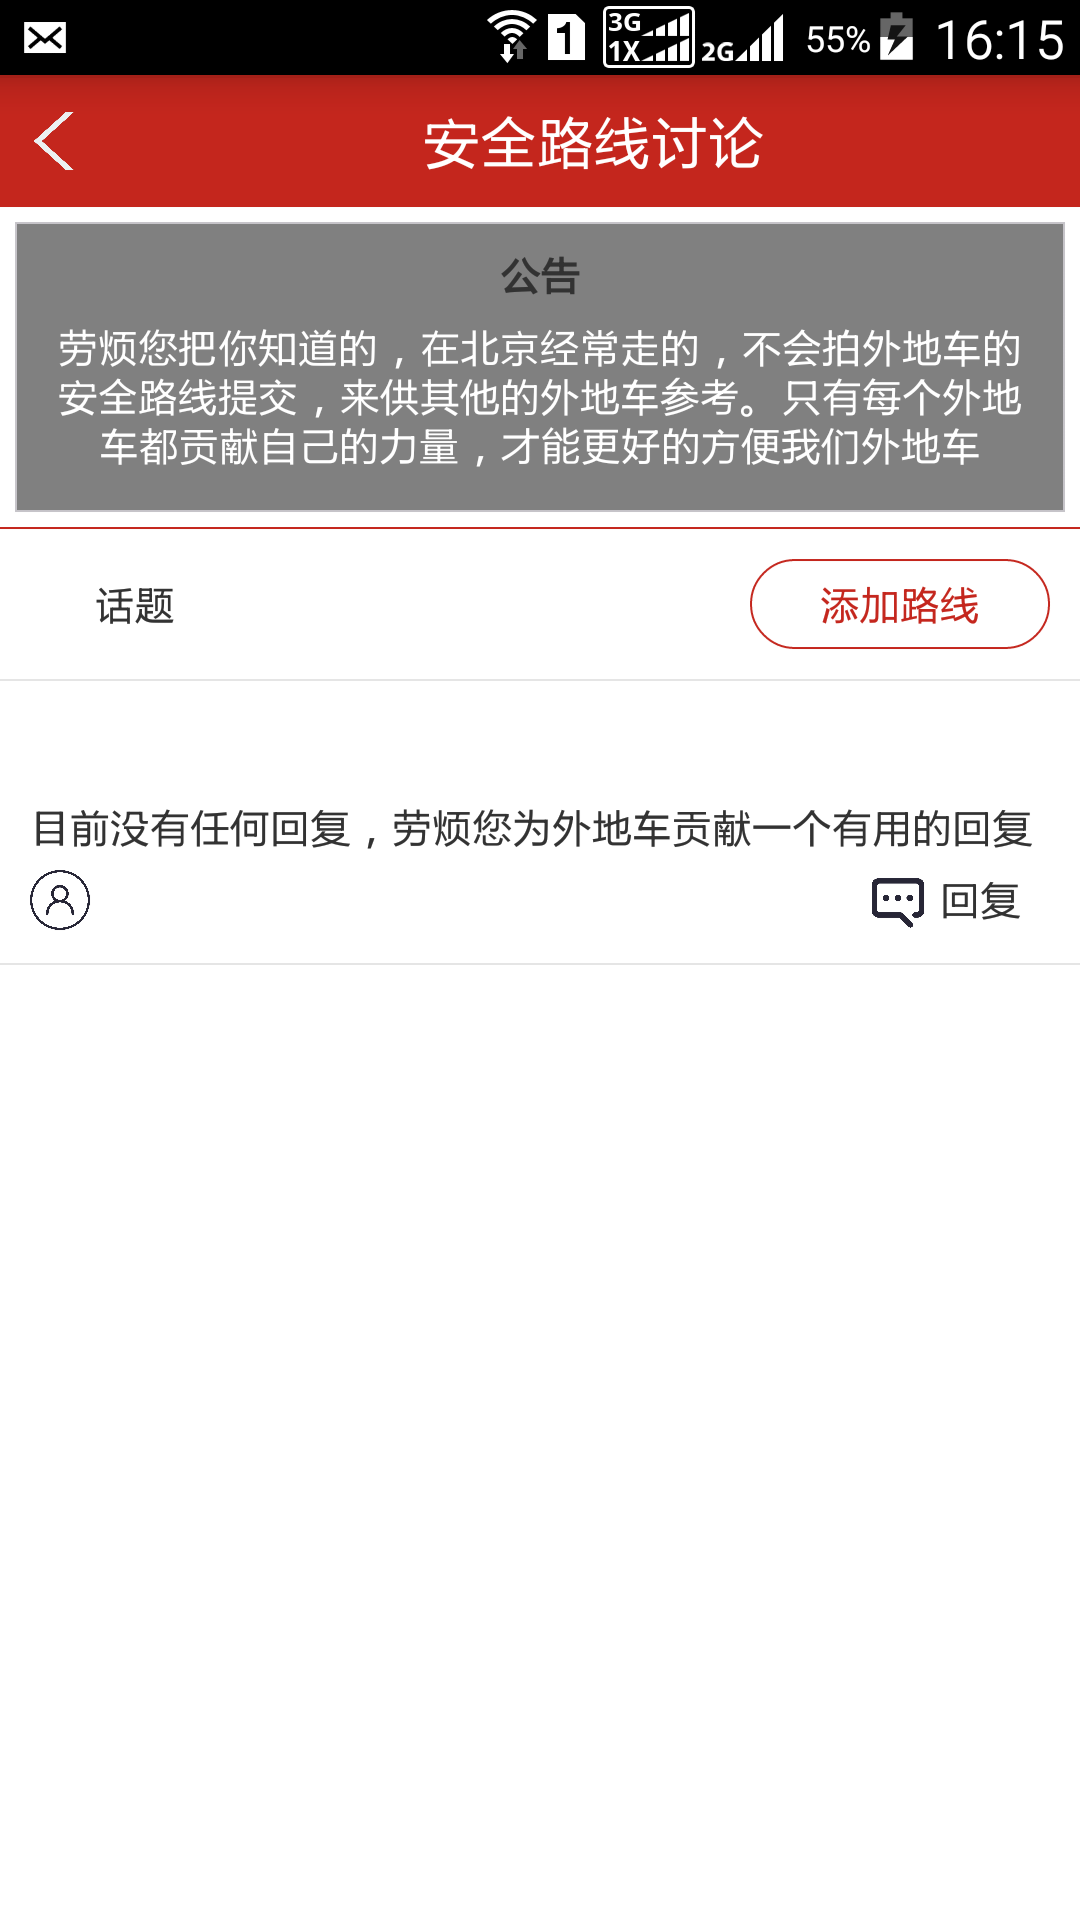 1
3G
1X
2G
55%
16:15
安全路线讨论
公告
劳烦您把你知道的，在北京经常走的，不会拍外地车的
安全路线提交，来供其他的外地车参考。只有每个外地
车都贡献自己的力量，才能更好的方便我们外地车
话题
添加路线
目前没有任何回复，劳烦您为外地车贡献一个有用的回复
回复